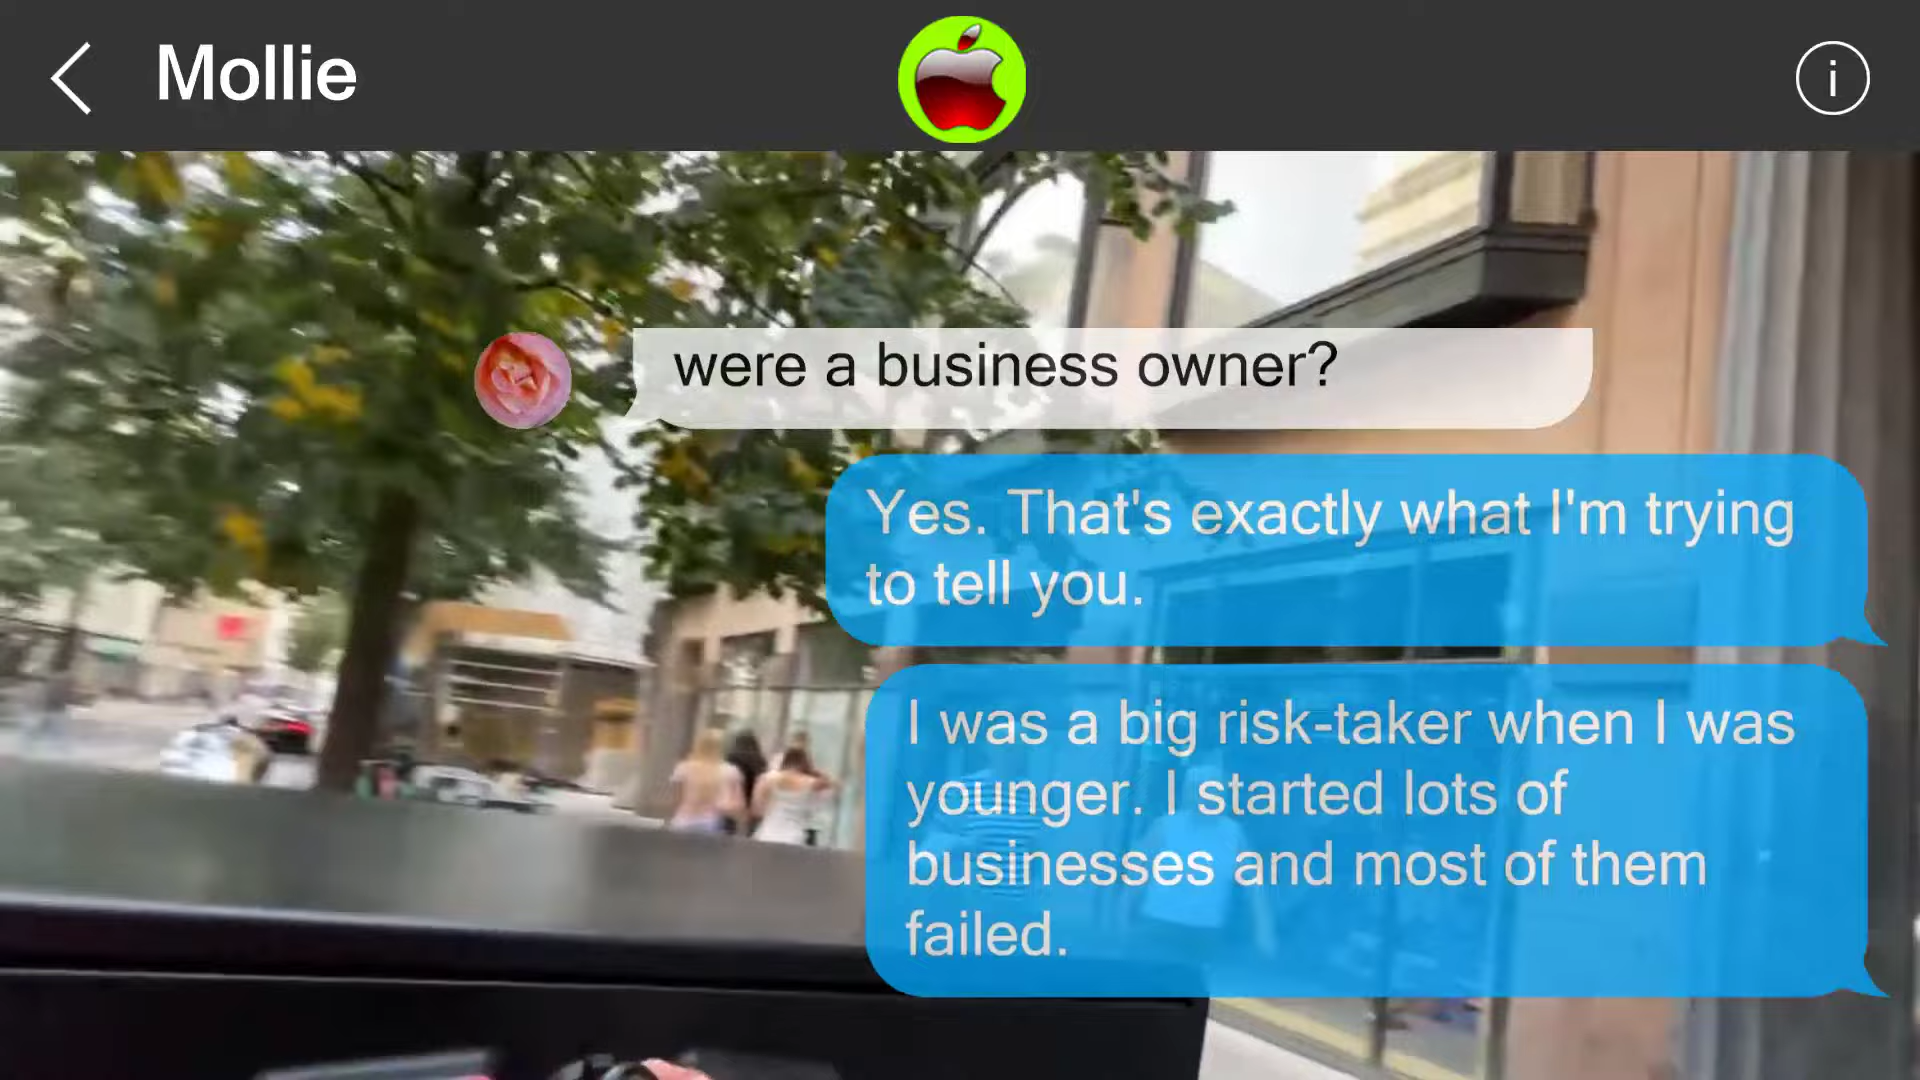 Mollie
i
were a business owner?
Yes. That's exactly what I'm trying
to tell you.
I was a big risk-taker when I was
younger. I started lots of
businesses and most of them
failed.